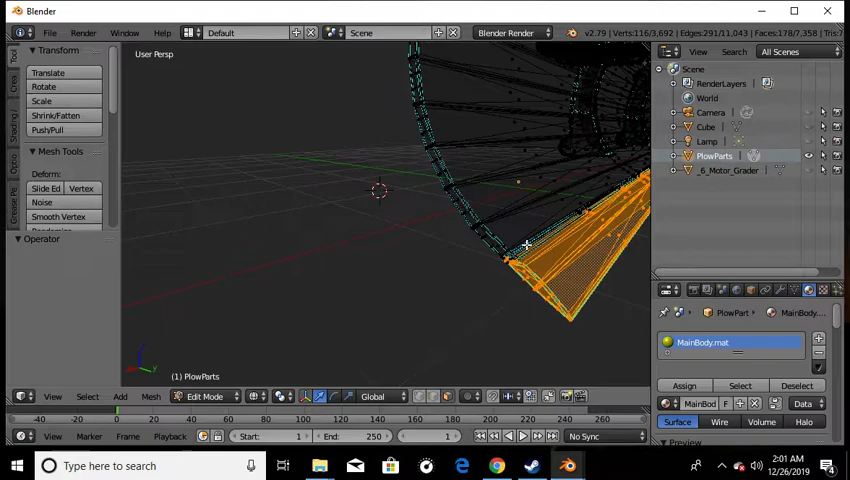 Blender
File Render Window Help Default Scene Blender Render v2.79 | Verts:116/3,692 | Edges:291/11,043 | Faces:178/7,358 | Tris:7
View Search All Scenes
Transform
Translate
Rotate
Scale
Shrink/Fatten
Push/Pull
Mesh Tools
Deform:
Slide Ed Vertex
Noise
Smooth Vertex
Operator
Tool
Crea
Shading
Optio
Grease Pe
User Persp
(1) PlowParts
Scene
RenderLayers
World
Camera
Cube
Lamp
PlowParts
_6_Motor_Grader
PlowPart MainBody....
MainBody.mat
Assign Select Deselect
MainBod F Data
Surface Wire Volume Halo
Preview
View Select Add Mesh Edit Mode Global
-40 -20 0 20 40 60 80 100 120 140 160 180 200 220 240 260
View Marker Frame Playback Start: 1 End: 250 1 No Sync
Type here to search
2:01 AM
12/26/2019
4